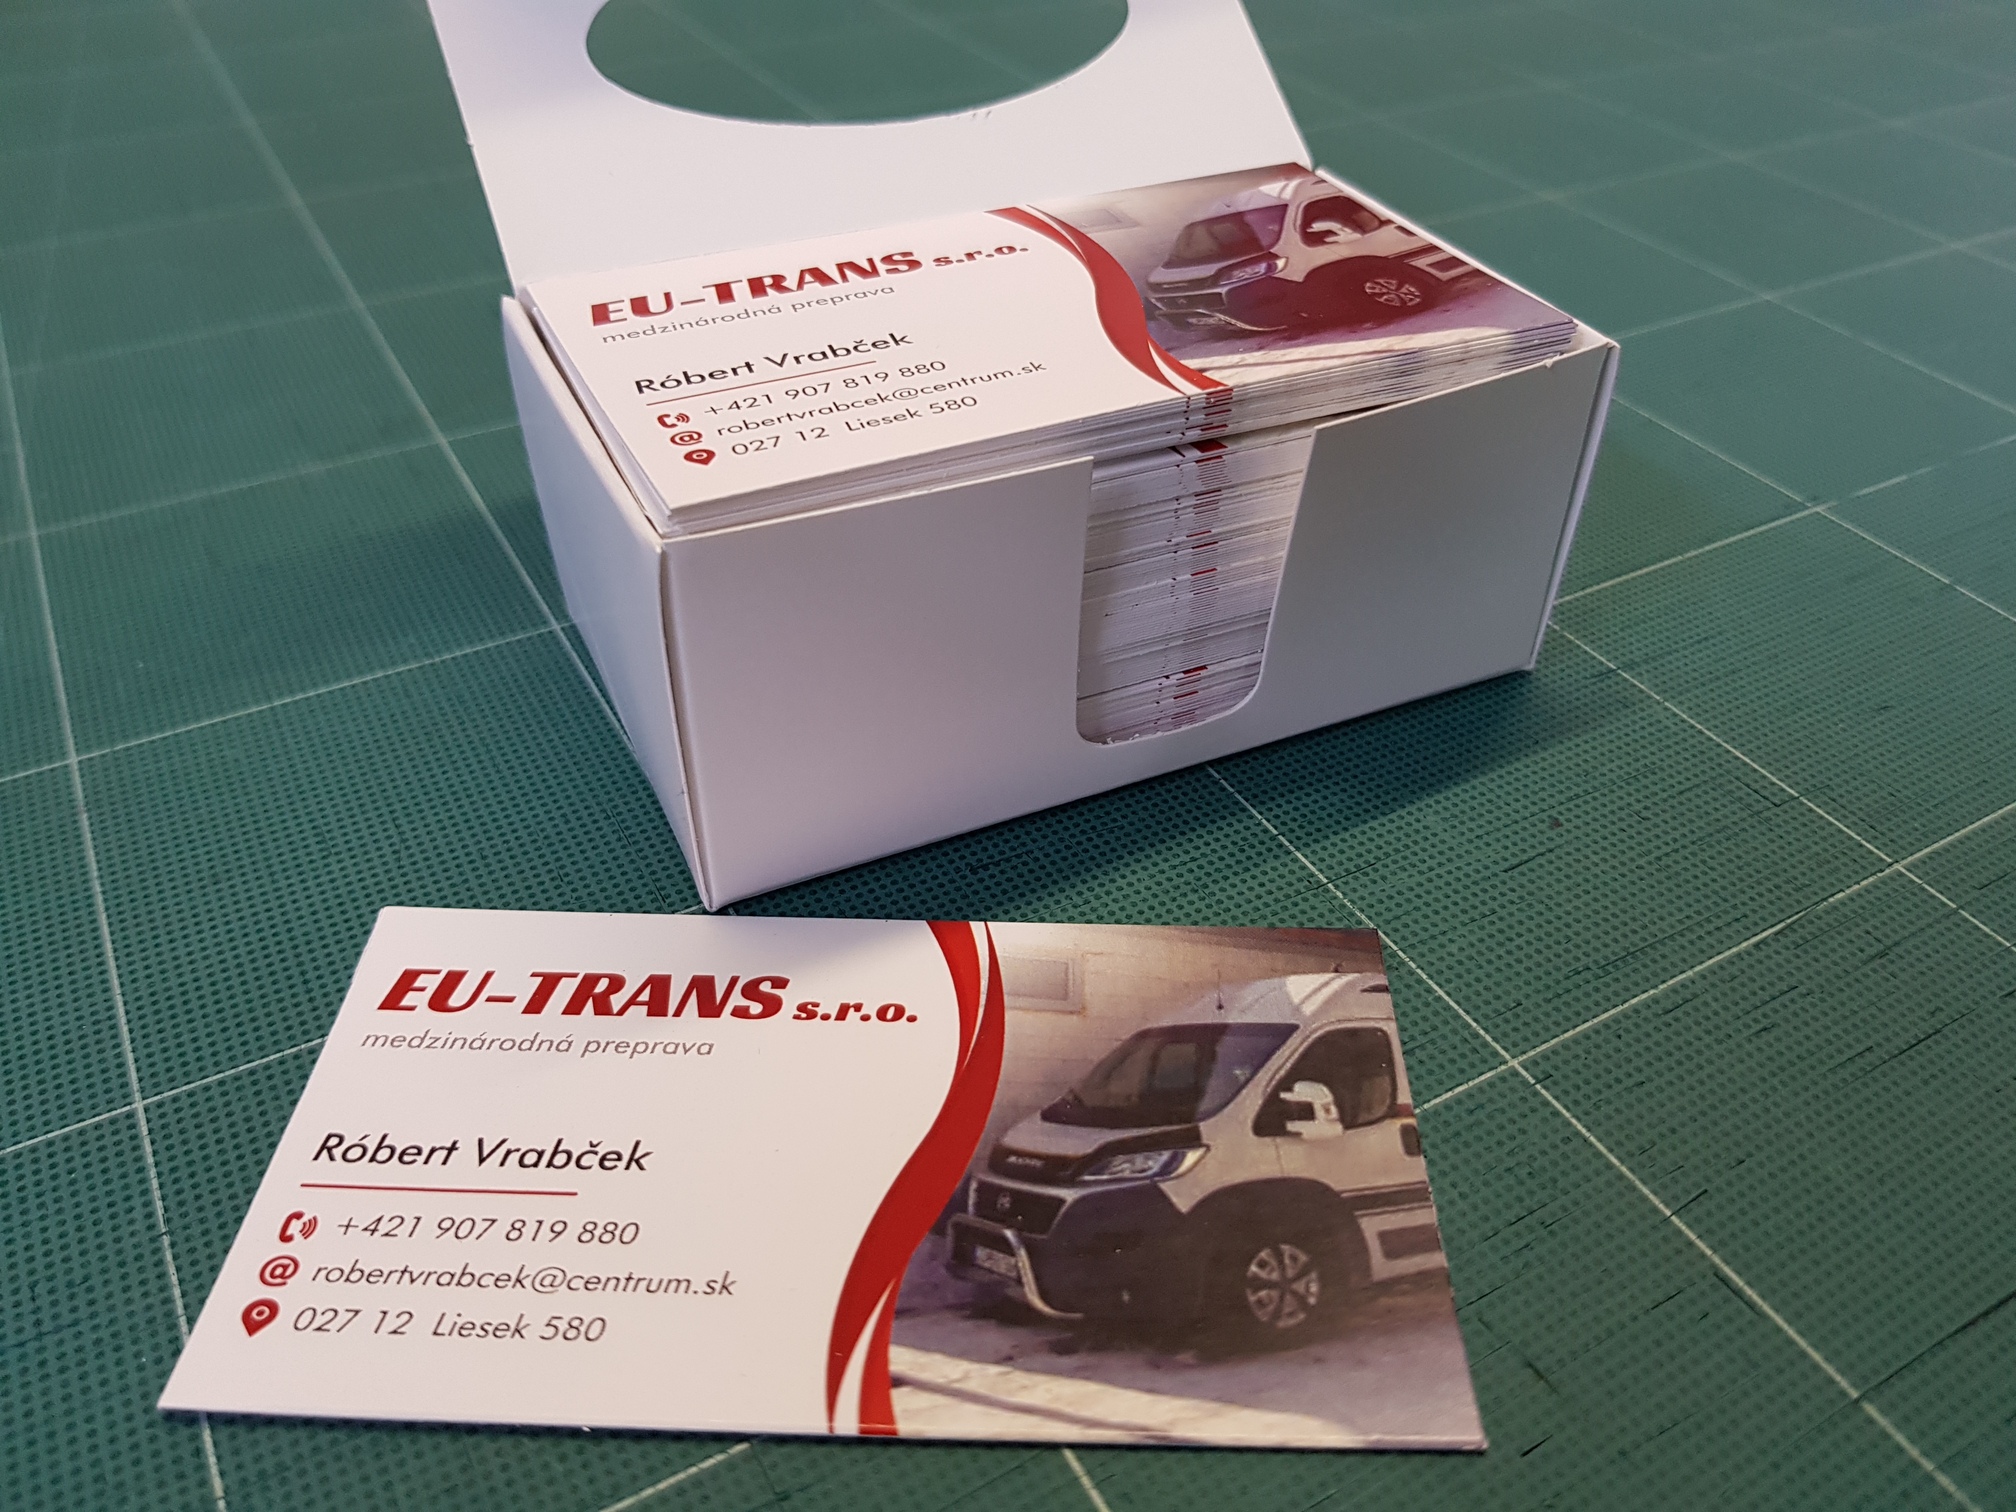 EU-TRANS s.r.o.
medzinárodná preprava
Róbert Vrabček
+421 907 819 880
robertvrabcek@centrum.sk
027 12 Liesek 580
EU-TRANS s.r.o.
medzinárodná preprava
Róbert Vrabček
+421 907 819 880
robertvrabcek@centrum.sk
027 12 Liesek 580